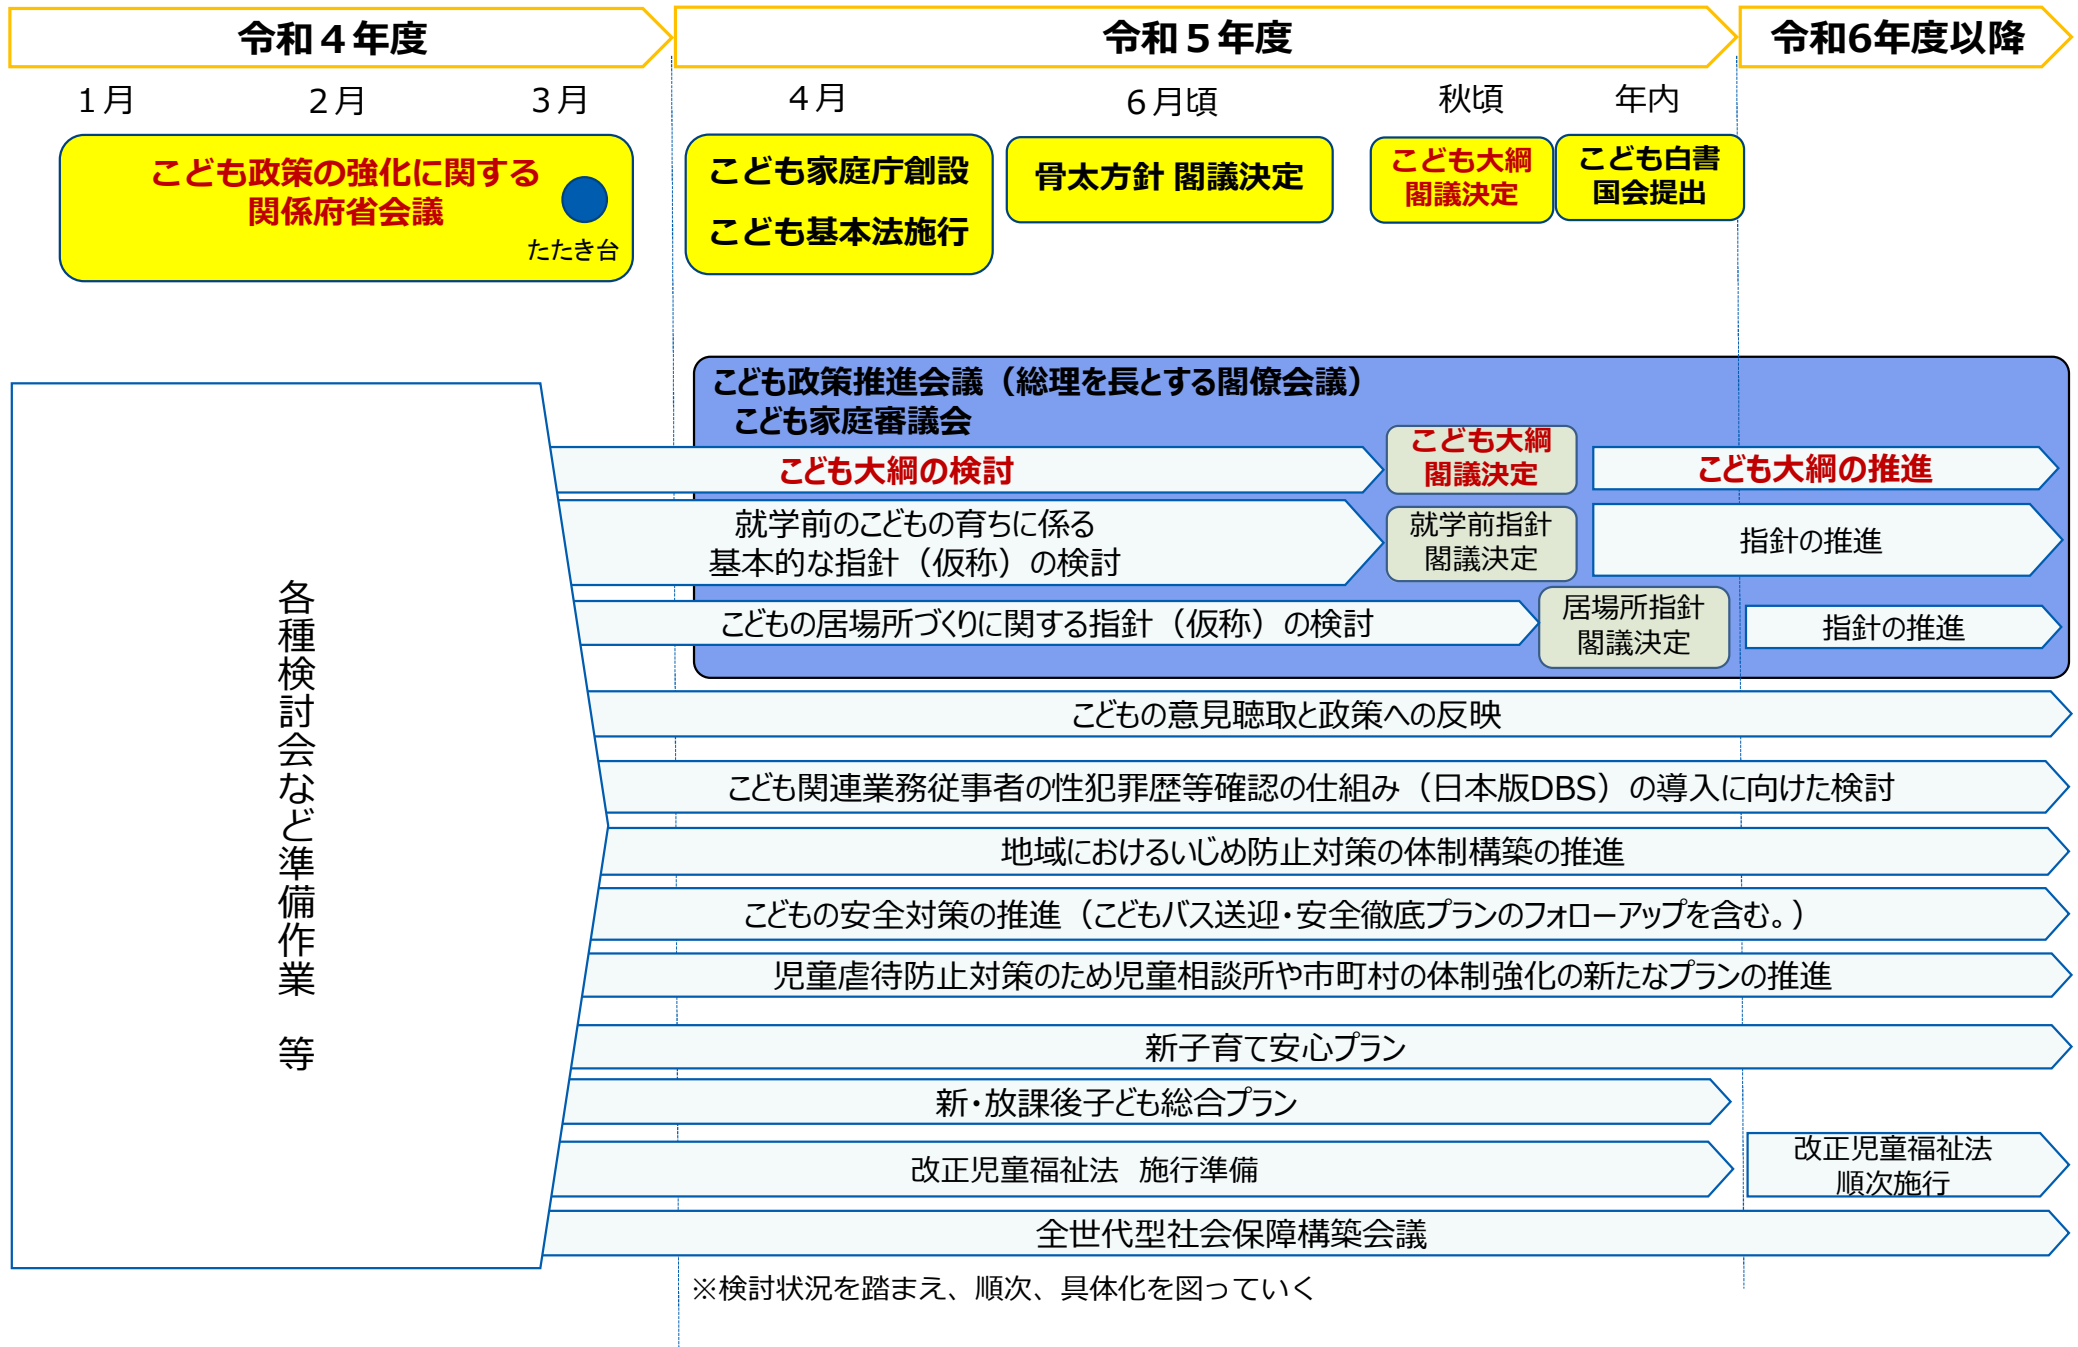 令和４年度
令和５年度
令和6年度以降
１月
２月
３月
４月
６月頃
秋頃
年内
こども政策の強化に関する
関係府省会議
たたき台
こども家庭庁創設
こども基本法施行
骨太方針 閣議決定
こども大綱
閣議決定
こども白書
国会提出
こども政策推進会議（総理を長とする閣僚会議）
こども家庭審議会
こども大綱の検討
こども大綱
閣議決定
こども大綱の推進
就学前のこどもの育ちに係る
基本的な指針（仮称）の検討
就学前指針
閣議決定
指針の推進
こどもの居場所づくりに関する指針（仮称）の検討
居場所指針
閣議決定
指針の推進
各種検討会など準備作業　等
こどもの意見聴取と政策への反映
こども関連業務従事者の性犯罪歴等確認の仕組み（日本版DBS）の導入に向けた検討
地域におけるいじめ防止対策の体制構築の推進
こどもの安全対策の推進（こどもバス送迎・安全徹底プランのフォローアップを含む。）
児童虐待防止対策のため児童相談所や市町村の体制強化の新たなプランの推進
新子育て安心プラン
新・放課後子ども総合プラン
改正児童福祉法　施行準備
改正児童福祉法
順次施行
全世代型社会保障構築会議
※検討状況を踏まえ、順次、具体化を図っていく